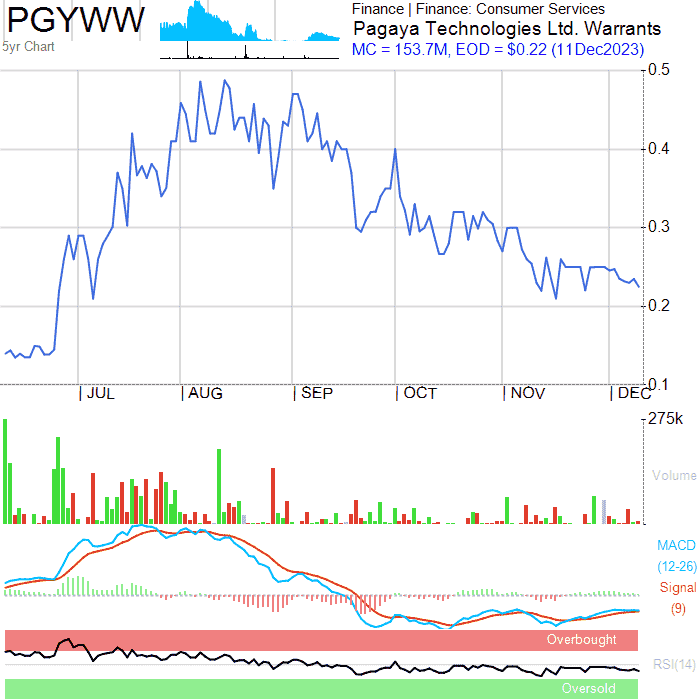 PGYWW
5yr Chart
Finance | Finance: Consumer Services
Pagaya Technologies Ltd. Warrants
MC = 153.7M, EOD = $0.22 (11Dec2023)
0.5
0.4
0.3
0.2
0.1
| JUL | AUG | SEP | OCT | NOV | DEC
275k
Volume
MACD
(12-26)
Signal
(9)
Overbought
RSI(14)
Oversold